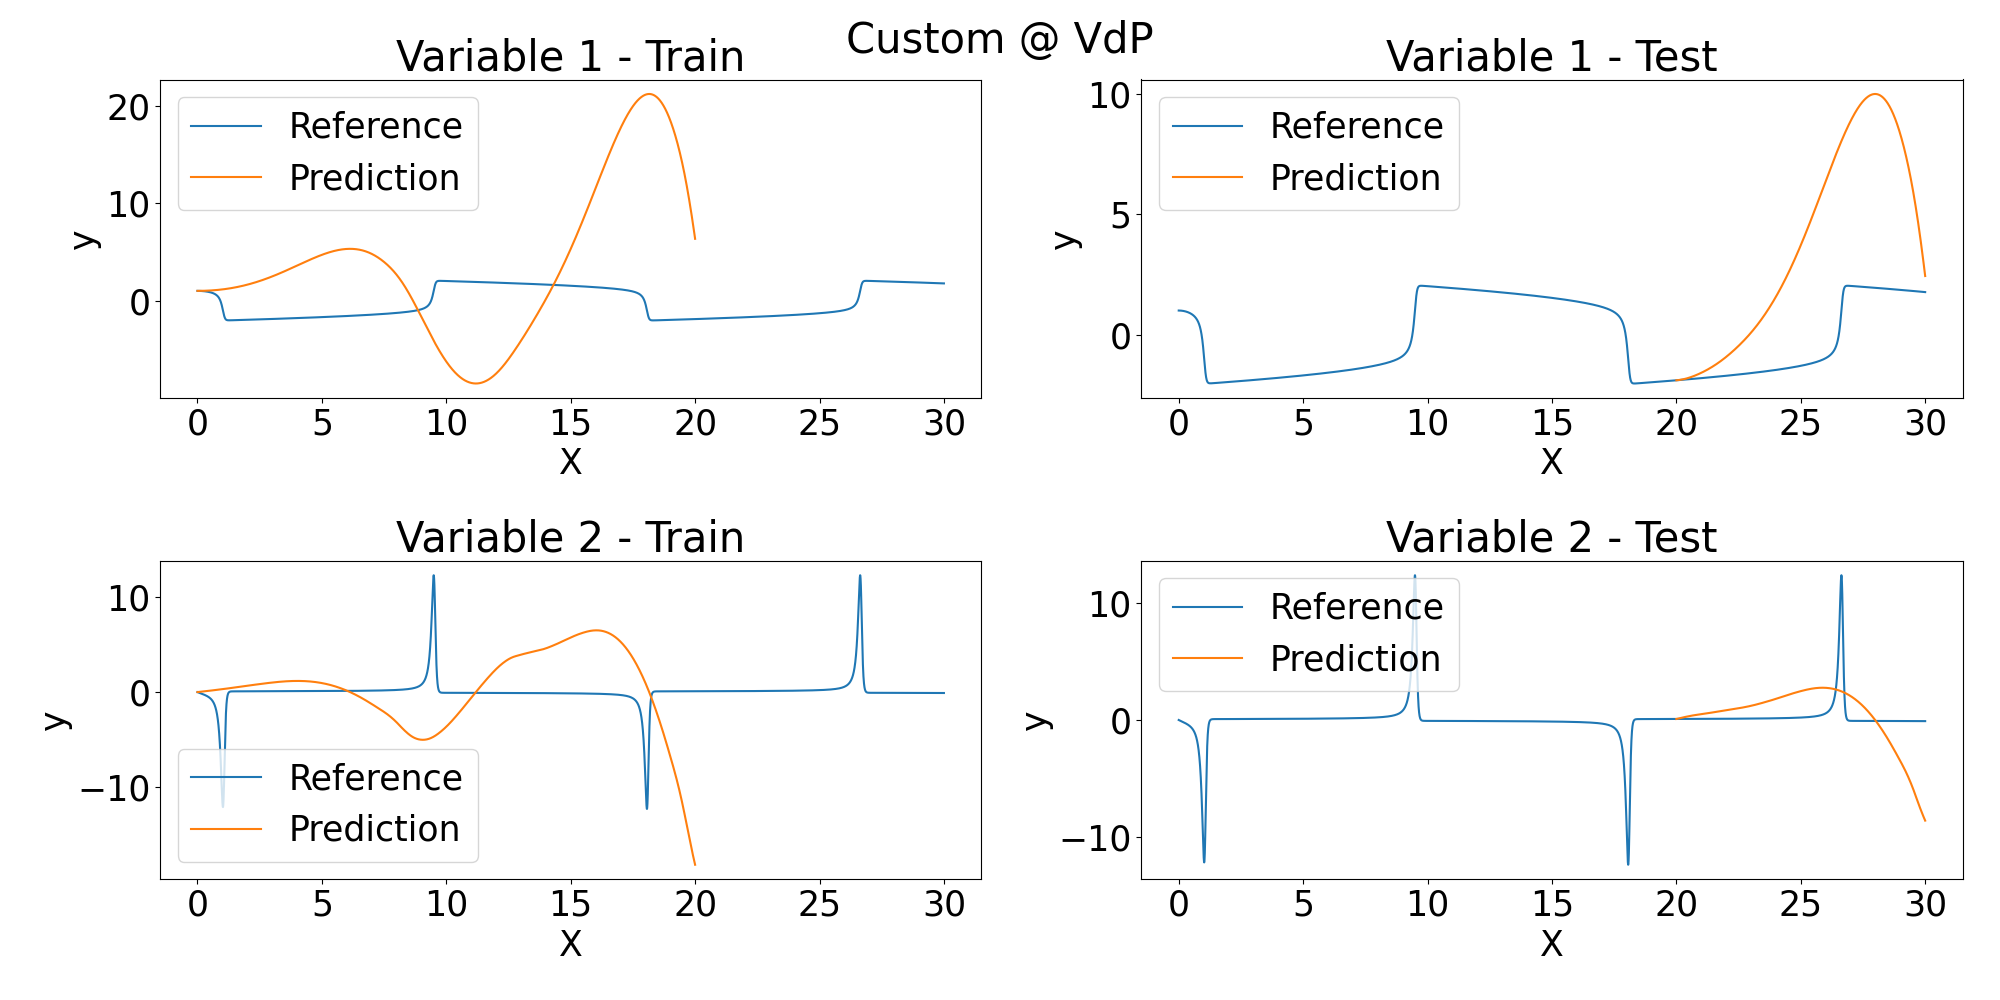 Custom @ VdP
Variable 1 - Train
20
10
0
y
Reference
Prediction
0 5 10 15 20 25 30
X
Variable 1 - Test
10
5
0
y
Reference
Prediction
0 5 10 15 20 25 30
X
Variable 2 - Train
10
0
−10
y
Reference
Prediction
0 5 10 15 20 25 30
X
Variable 2 - Test
10
0
−10
y
Reference
Prediction
0 5 10 15 20 25 30
X